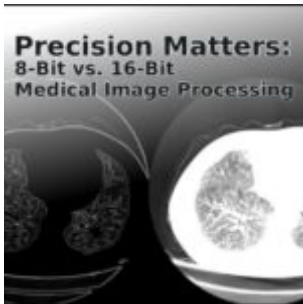 Precision Matters:
8-Bit vs. 16-Bit
Medical Image Processing